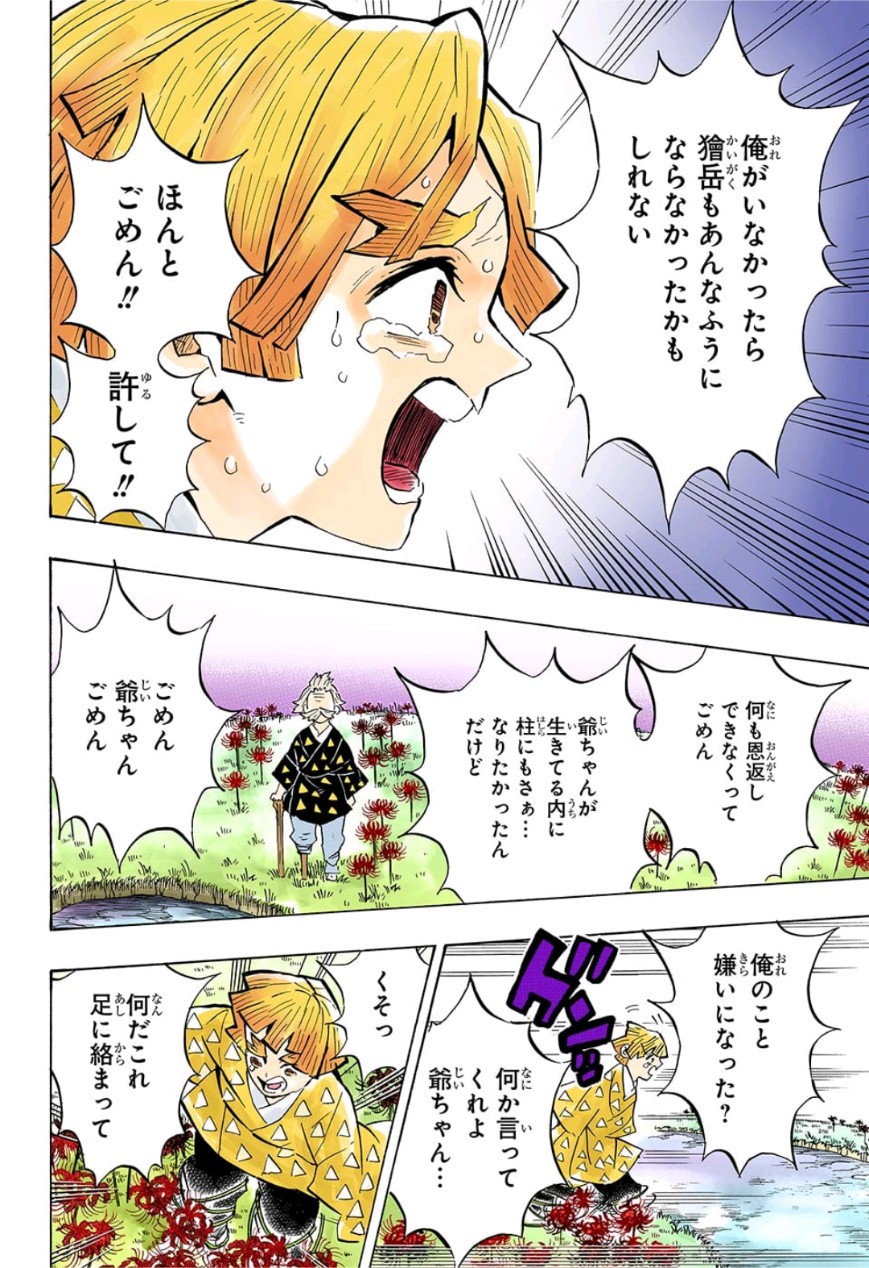 俺がいなかったら
獪岳もあんなふうに
ならなかったかも
しれない
ほんと
ごめん!!
許して!!
何も恩返し
できなくって
ごめん
爺ちゃんが
生きてる内に
柱にもさぁ…
なりたかったん
だけど
ごめん
爺ちゃん
ごめん
俺のこと
嫌いになった?
グンッ
何か言って
くれよ
爺ちゃん…
くそっ
何だこれ
足に絡まって